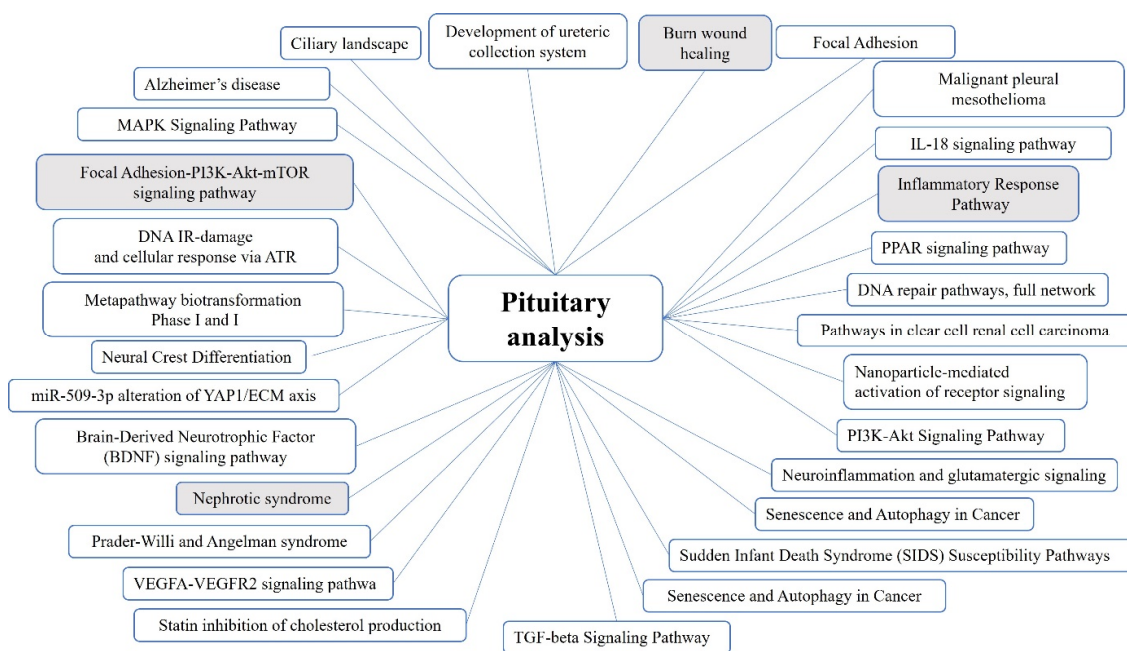 Ciliary landscape
Development of ureteric
collection system
Burn wound
healing
Focal Adhesion
Alzheimer's disease
MAPK Signaling Pathway
Focal Adhesion-PI3K-Akt-mTOR
signaling pathway
DNA IR-damage
and cellular response via ATR
Metapathway biotransformation
Phase I and I
Neural Crest Differentiation
miR-509-3p alteration of YAP1/ECM axis
Brain-Derived Neurotrophic Factor
(BDNF) signaling pathway
Nephrotic syndrome
Prader-Willi and Angelman syndrome
VEGFA-VEGFR2 signaling pathwa
Statin inhibition of cholesterol production
Pituitary
analysis
Malignant pleural
mesothelioma
IL-18 signaling pathway
Inflammatory Response
Pathway
PPAR signaling pathway
DNA repair pathways, full network
Pathways in clear cell renal cell carcinoma
Nanoparticle-mediated
activation of receptor signaling
PI3K-Akt Signaling Pathway
Neuroinflammation and glutamatergic signaling
Senescence and Autophagy in Cancer
Sudden Infant Death Syndrome (SIDS) Susceptibility Pathways
Senescence and Autophagy in Cancer
TGF-beta Signaling Pathway